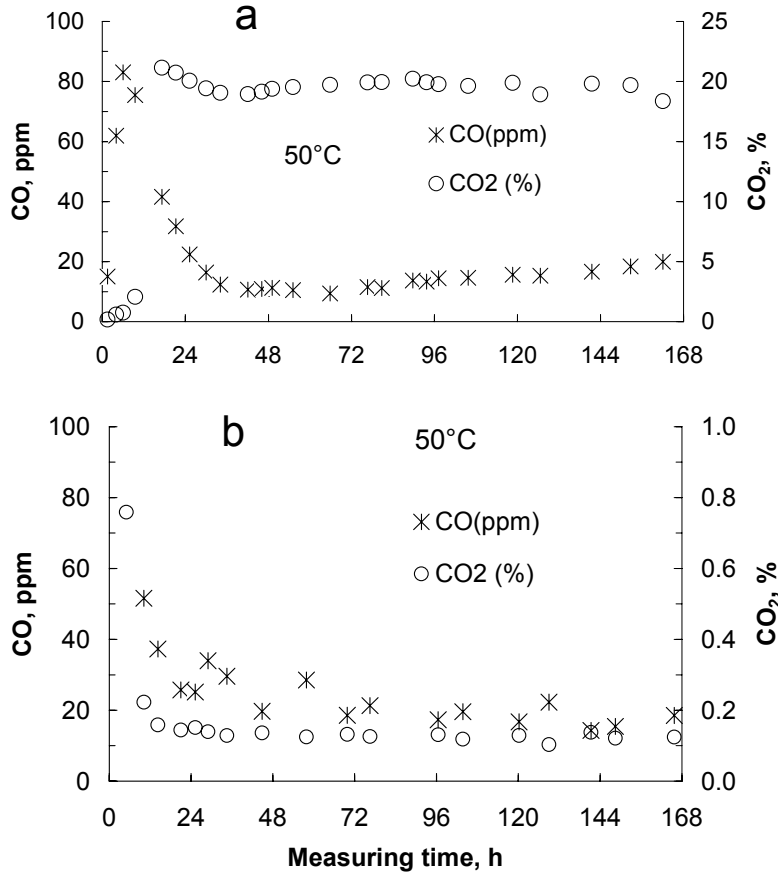 a
100
80
60
40
20
0
CO, ppm
25
20
15
10
5
0
CO2, %
50°C
CO(ppm)
CO2 (%)
0 24 48 72 96 120 144 168
b
100
80
60
40
20
0
CO, ppm
1.0
0.8
0.6
0.4
0.2
0.0
CO2, %
50°C
CO(ppm)
CO2 (%)
0 24 48 72 96 120 144 168
Measuring time, h